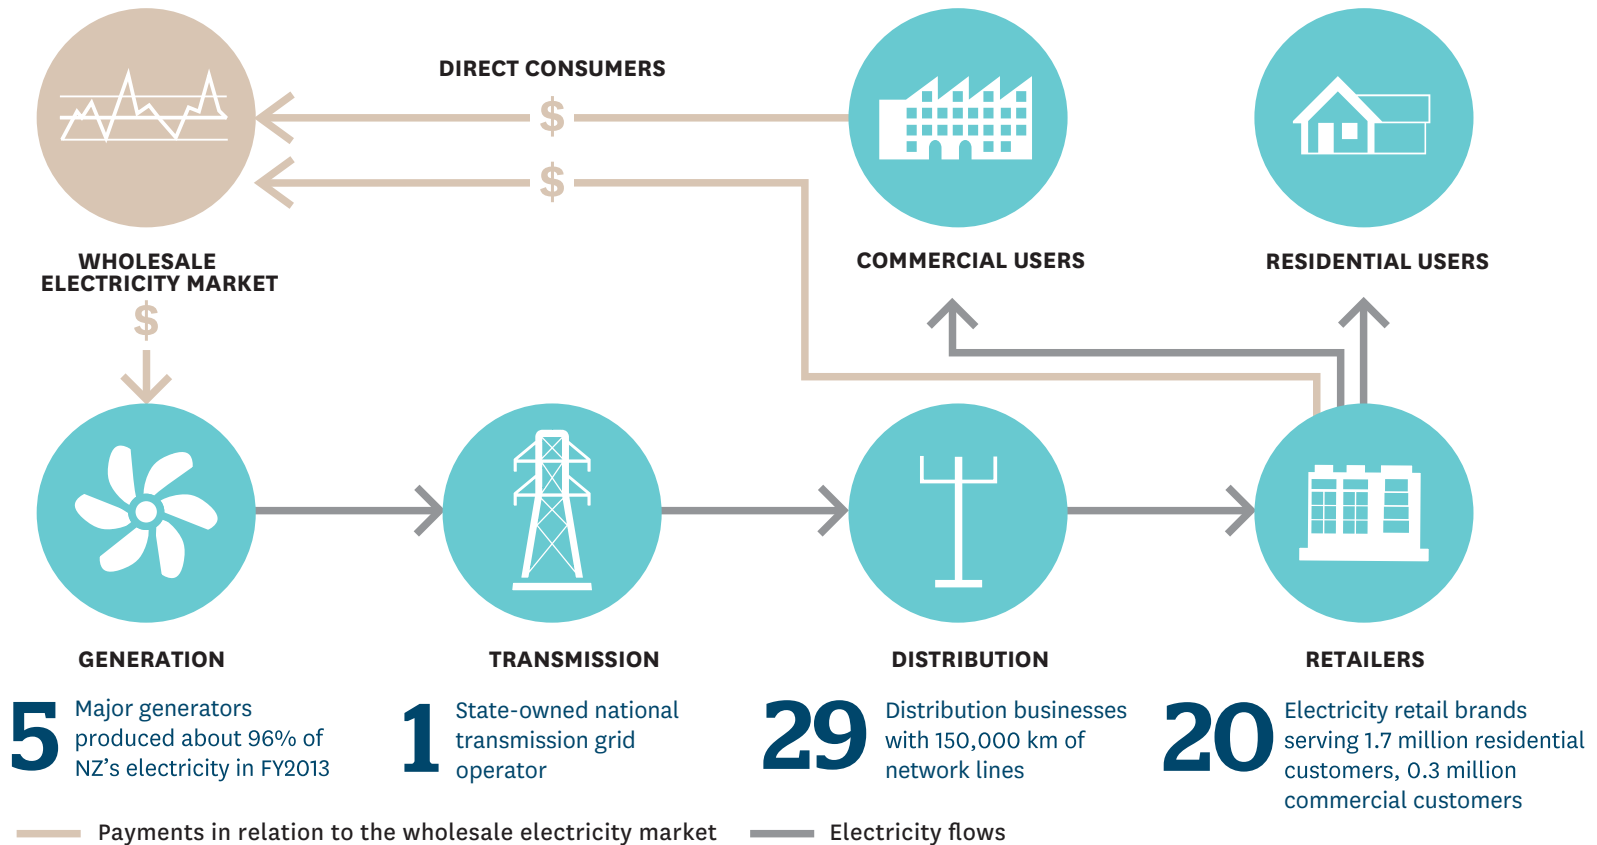 DIRECT CONSUMERS
$
$
WHOLESALE
ELECTRICITY MARKET
COMMERCIAL USERS
RESIDENTIAL USERS
$
GENERATION
TRANSMISSION
DISTRIBUTION
RETAILERS
5
Major generators
produced about 96% of
NZ’s electricity in FY2013
1
State-owned national
transmission grid
operator
29
Distribution businesses
with 150,000 km of
network lines
20
Electricity retail brands
serving 1.7 million residential
customers, 0.3 million
commercial customers
Payments in relation to the wholesale electricity market
Electricity flows